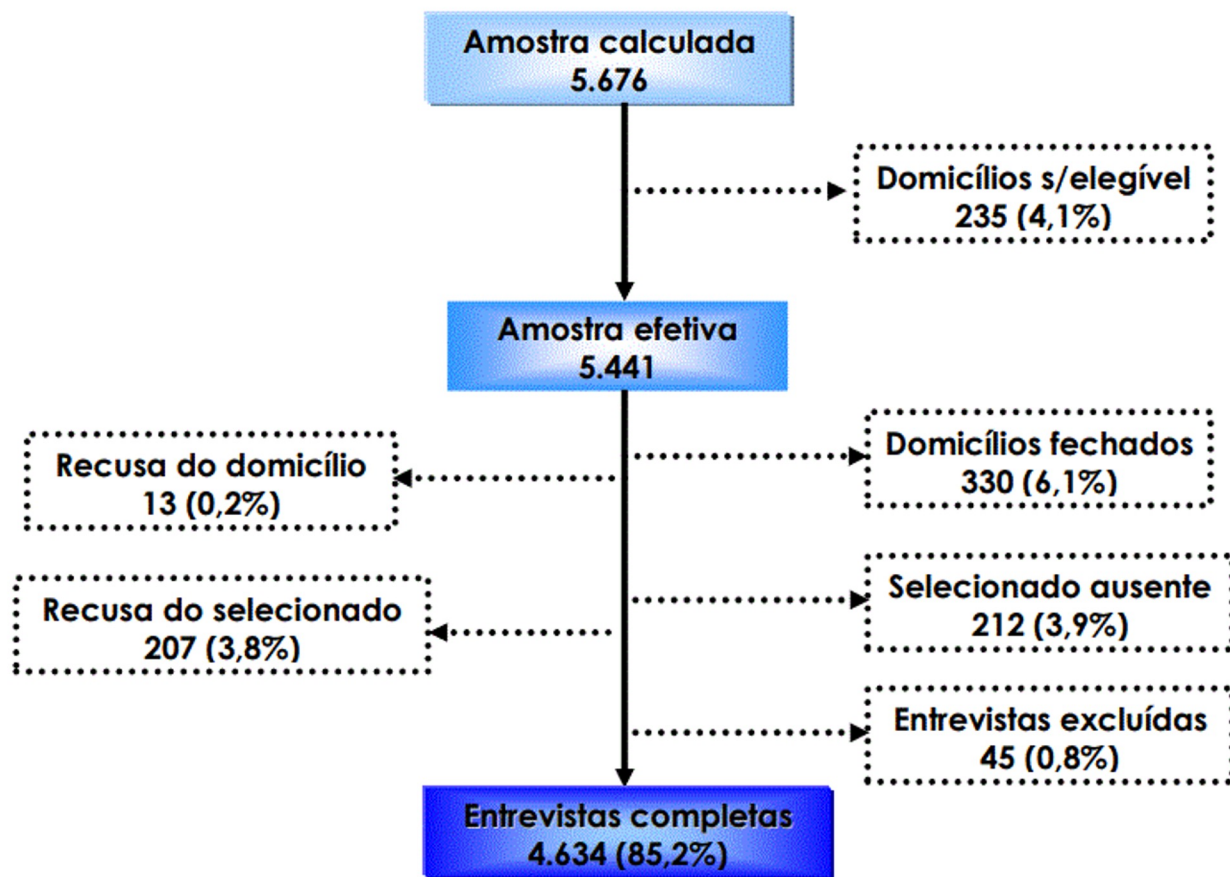 Amostra calculada
5.676
Domicílios s/elegível
235 (4,1%)
Amostra efetiva
5.441
Domicílios fechados
330 (6,1%)
Recusa do domicílio
13 (0,2%)
Selecionado ausente
212 (3,9%)
Recusa do selecionado
207 (3,8%)
Entrevistas excluídas
45 (0,8%)
Entrevistas completas
4.634 (85,2%)